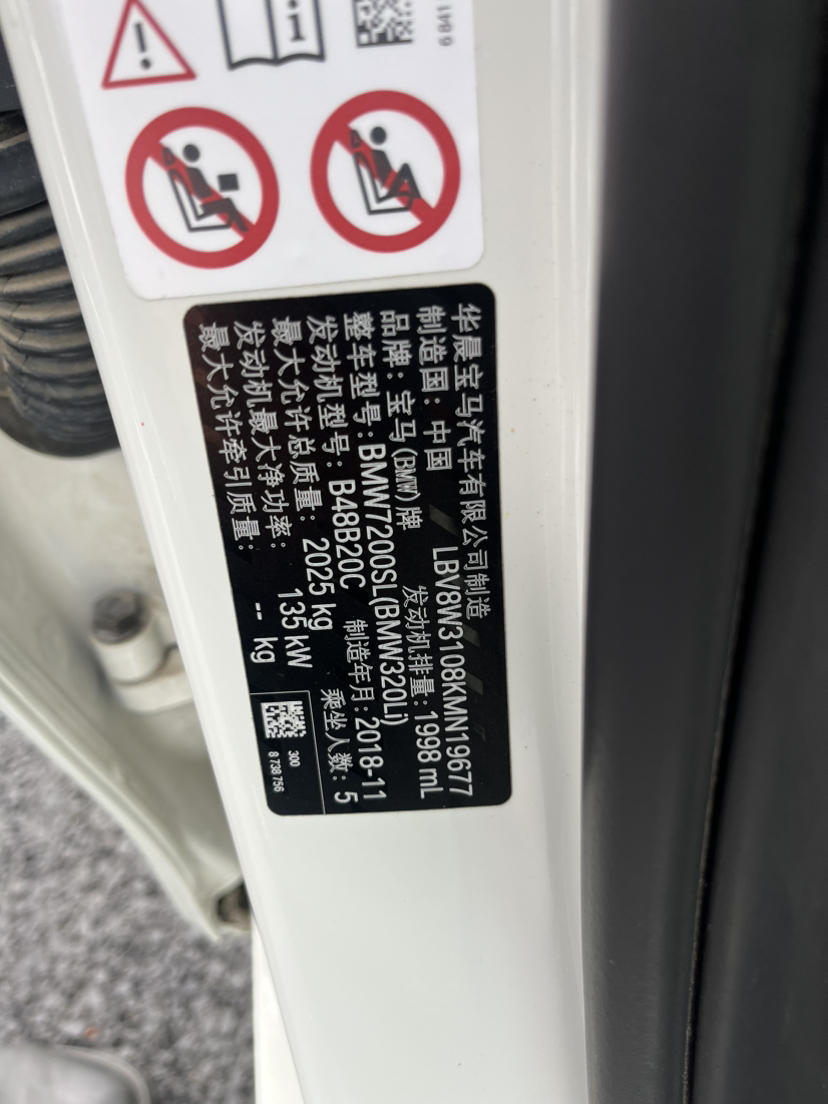 华晨宝马汽车有限公司制造
制造国: 中国 LBV8W3108KMN19677
品牌: 宝马(BMW)牌 发动机排量: 1998 mL
整车型号: BMW7200SL(BMW320Li)
发动机型号: B48B20C 制造年月: 2018-11
最大允许总质量: 2025 kg 乘坐人数: 5
发动机最大净功率: 135 kW
最大允许牵引质量: -- kg
300
8 738 756